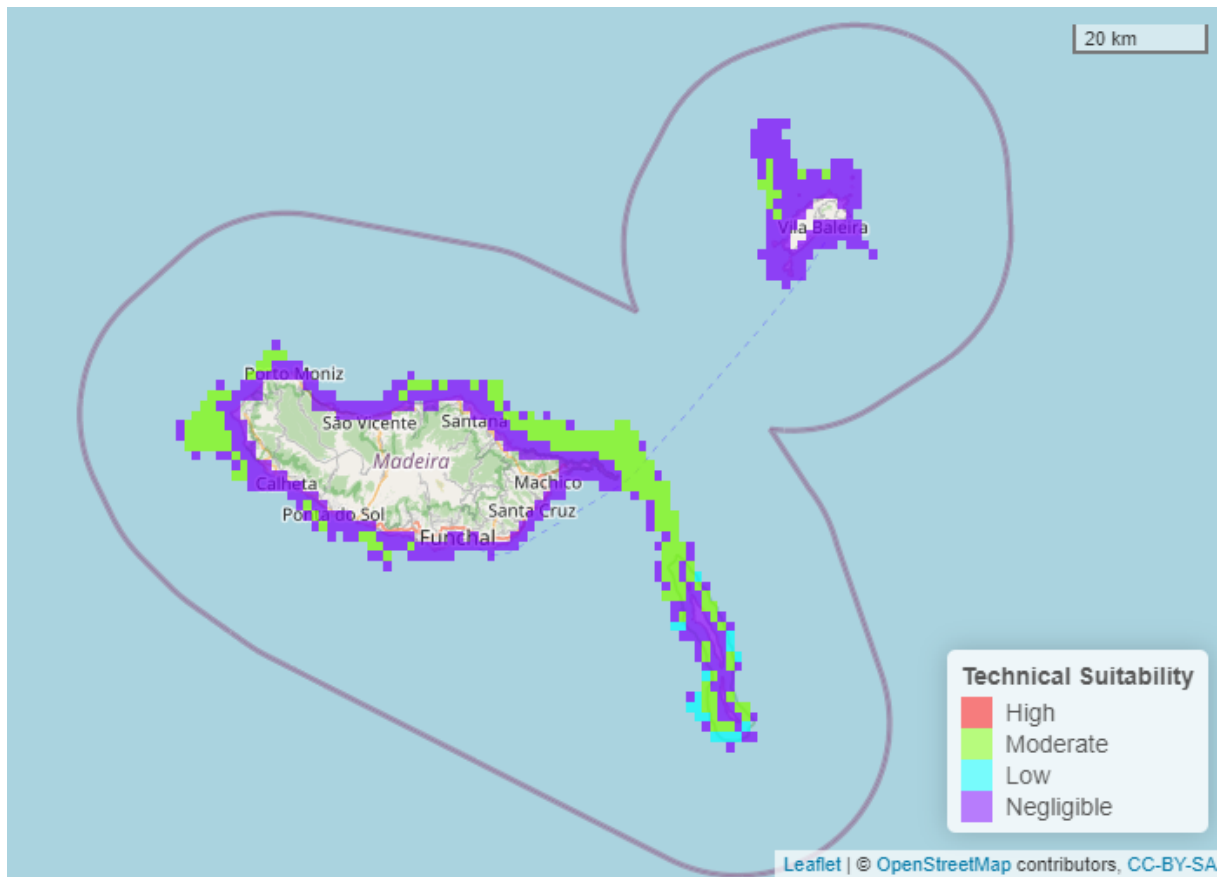 20 km
Vila Baleira
Porto Moniz
São Vicente
Santana
Madeira
Calheta
Machico
Ponta do Sol
Santa Cruz
Funchal
Technical Suitability
High
Moderate
Low
Negligible
Leaflet | © OpenStreetMap contributors, CC-BY-SA